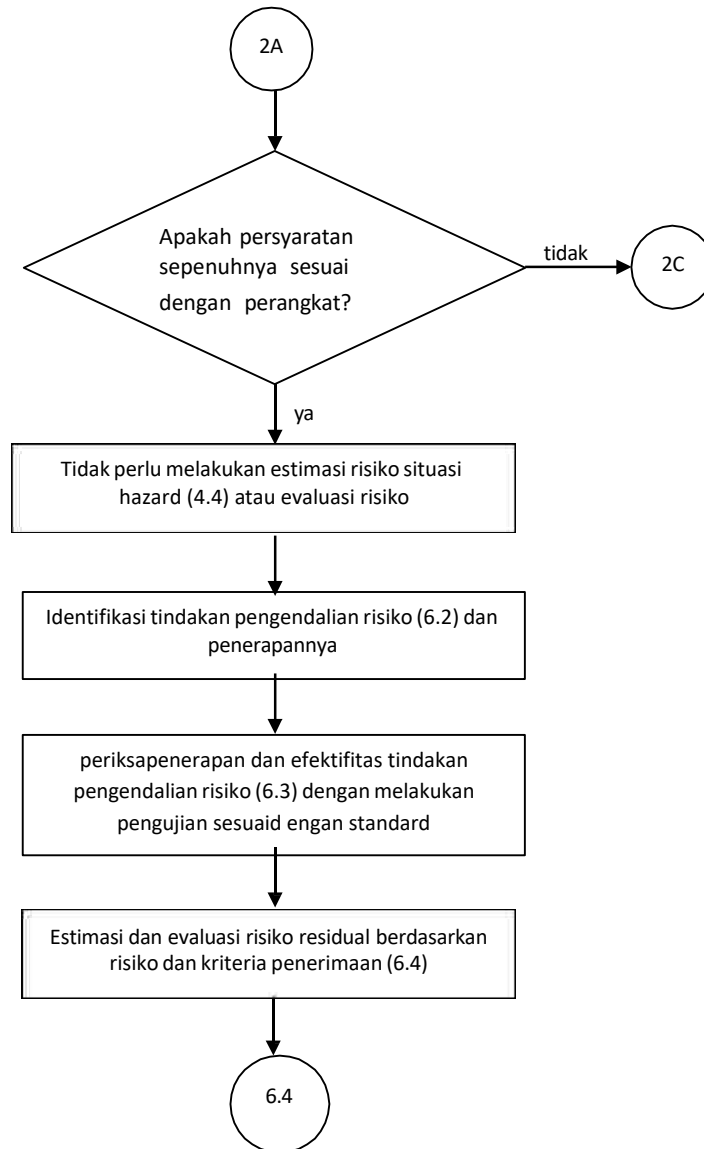 2A
Apakah persyaratan
sepenuhnya sesuai
dengan perangkat?
tidak
2C
ya
Tidak perlu melakukan estimasi risiko situasi
hazard (4.4) atau evaluasi risiko
Identifikasi tindakan pengendalian risiko (6.2) dan
penerapannya
periksapenerapan dan efektifitas tindakan
pengendalian risiko (6.3) dengan melakukan
pengujian sesuaid engan standard
Estimasi dan evaluasi risiko residual berdasarkan
risiko dan kriteria penerimaan (6.4)
6.4